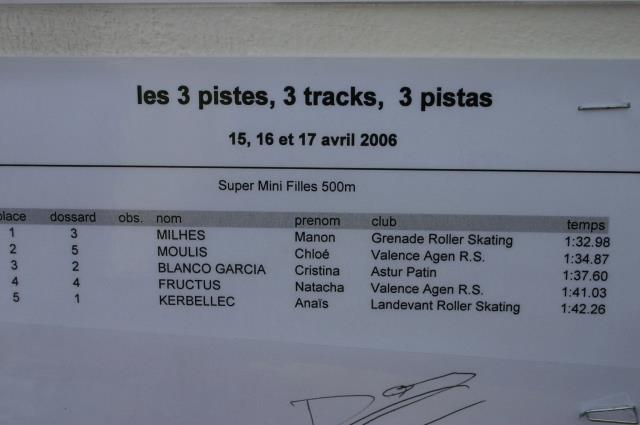 les 3 pistes, 3 tracks, 3 pistas
15, 16 et 17 avril 2006
Super Mini Filles 500m
place dossard obs. nom prenom club temps
1 3 MILHES Manon Grenade Roller Skating 1:32.98
2 5 MOULIS Chloé Valence Agen R.S. 1:34.87
3 2 BLANCO GARCIA Cristina Astur Patin 1:37.60
4 4 FRUCTUS Natacha Valence Agen R.S. 1:41.03
5 1 KERBELLEC Anaïs Landevant Roller Skating 1:42.26